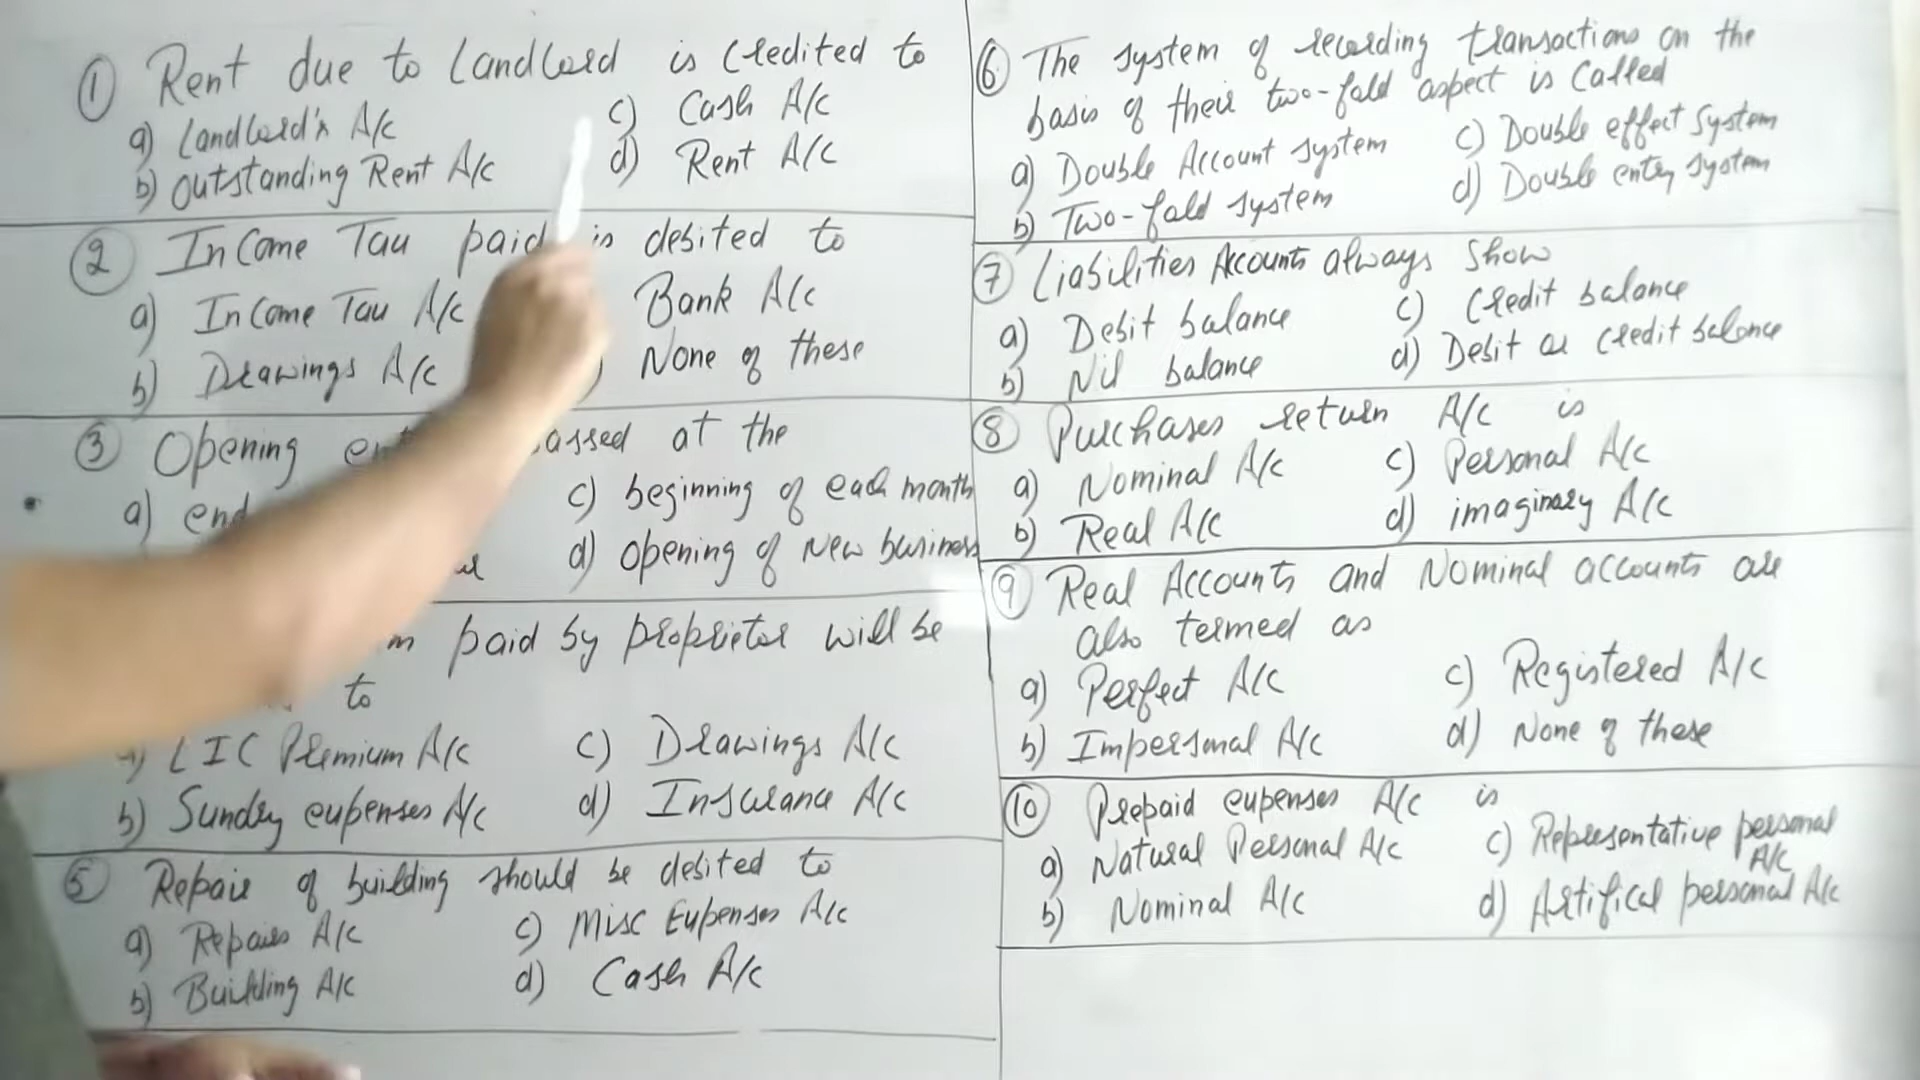 ① Rent due to Landlord is credited to
a) Landlord's A/c c) Cash A/c
b) Outstanding Rent A/c d) Rent A/c
② Income Tax paid is debited to
a) Income Tax A/c Bank A/c
b) Drawings A/c ) None of these
③ Opening passed at the
a) end c) beginning of each month
d) opening of New business
paid by proprietor will be
to
a) LIC Premium A/c c) Drawings A/c
b) Sundry expenses A/c d) Insurance A/c
⑤ Repair of building should be debited to
a) Repairs A/c c) Misc Expenses A/c
b) Building A/c d) Cash A/c
⑥ The system of recording transactions on the
basis of their two-fold aspect is called
a) Double Account system c) Double effect system
b) Two-fold system d) Double entry system
⑦ Liabilities Accounts always show
a) Debit balance c) Credit balance
b) Nil balance d) Debit or credit balance
⑧ Purchases return A/c is
a) Nominal A/c c) Personal A/c
b) Real A/c d) imaginary A/c
⑨ Real Accounts and Nominal accounts are
also termed as
a) Perfect A/c c) Registered A/c
b) Impersonal A/c d) None of these
⑩ Prepaid expenses A/c is
a) Natural Personal A/c c) Representative personal
A/c
b) Nominal A/c d) Artifical personal A/c